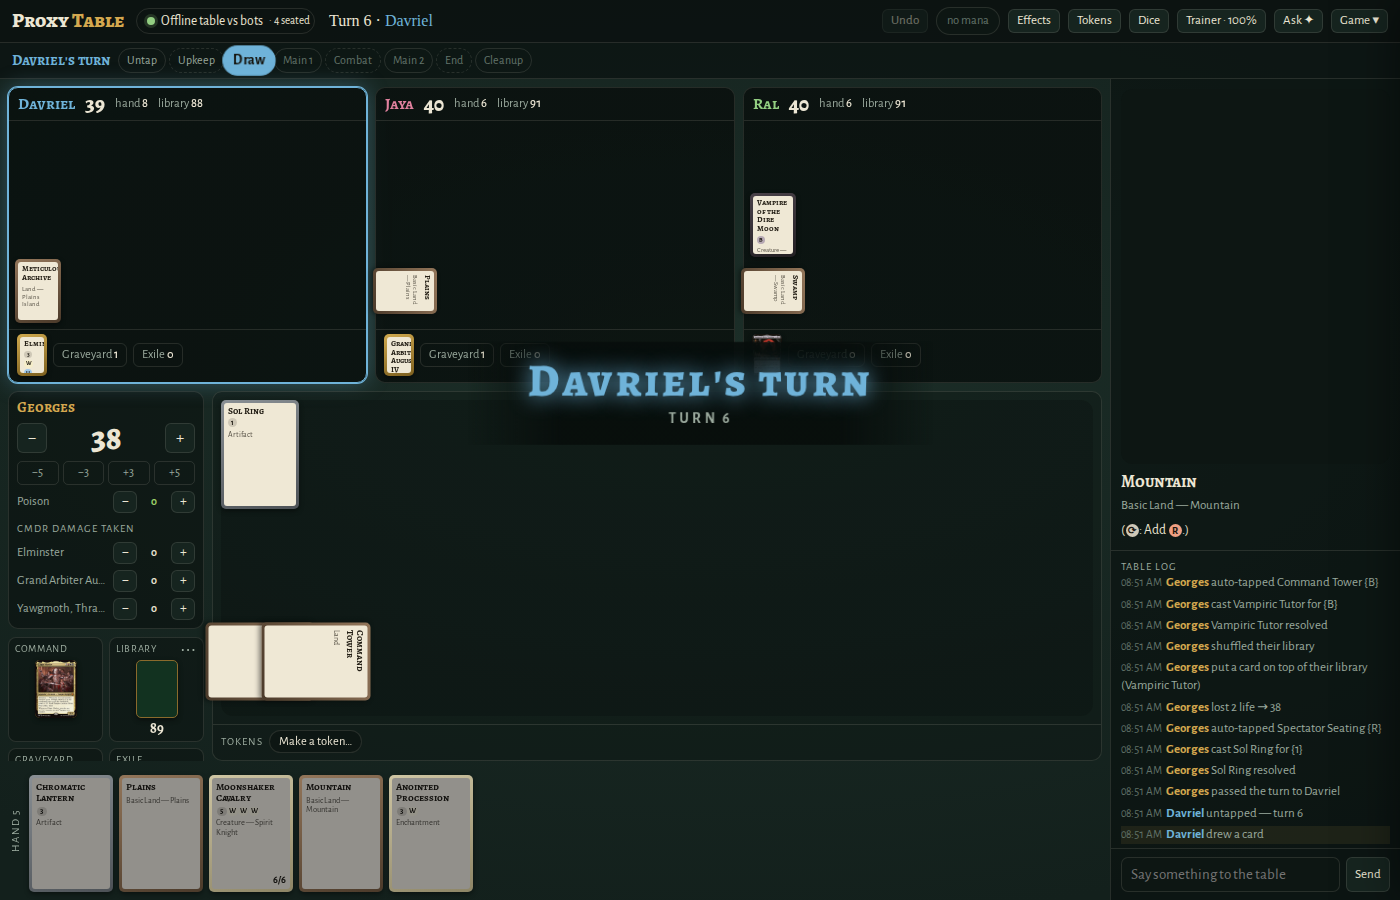 Proxy Table
Offline table vs bots · 4 seated
Turn 6 · Davriel
Undo
no mana
Effects
Tokens
Dice
Trainer · 100%
Ask ✦
Game ▾
Davriel's turn
Untap
Upkeep
Draw
Main 1
Combat
Main 2
End
Cleanup
Davriel 39 hand 8 library 88
Meticulo
Archive
Land —
Plains
Island
Elmin
3
W
Graveyard 1
Exile 0
Jaya 40 hand 6 library 91
Plains
Basic Land
— Plains
Grand
Arbit
Augus
IV
Graveyard 1
Exile 0
Ral 40 hand 6 library 91
Vampire
of the
Dire
Moon
B
Creature —
Swamp
Basic Land
— Swamp
Graveyard 0
Exile 0
Davriel's turn
TURN 6
Georges
− 38 +
−5 −3 +3 +5
Poison − 0 +
CMDR DAMAGE TAKEN
Elminster − 0 +
Grand Arbiter Au... − 0 +
Yawgmoth, Thra... − 0 +
COMMAND
LIBRARY ...
89
GRAVEYARD
EXILE
Sol Ring
1
Artifact
Command
Tower
Land
TOKENS
Make a token...
HAND 5
Chromatic
Lantern
3
Artifact
Plains
Basic Land — Plains
Moonshaker
Cavalry
5 W W W
Creature — Spirit
Knight
6/6
Mountain
Basic Land —
Mountain
Anointed
Procession
3 W
Enchantment
Mountain
Basic Land — Mountain
(⟳: Add R.)
TABLE LOG
08:51 AM Georges auto-tapped Command Tower {B}
08:51 AM Georges cast Vampiric Tutor for {B}
08:51 AM Georges Vampiric Tutor resolved
08:51 AM Georges shuffled their library
08:51 AM Georges put a card on top of their library
(Vampiric Tutor)
08:51 AM Georges lost 2 life → 38
08:51 AM Georges auto-tapped Spectator Seating {R}
08:51 AM Georges cast Sol Ring for {1}
08:51 AM Georges Sol Ring resolved
08:51 AM Georges passed the turn to Davriel
08:51 AM Davriel untapped — turn 6
08:51 AM Davriel drew a card
Say something to the table
Send